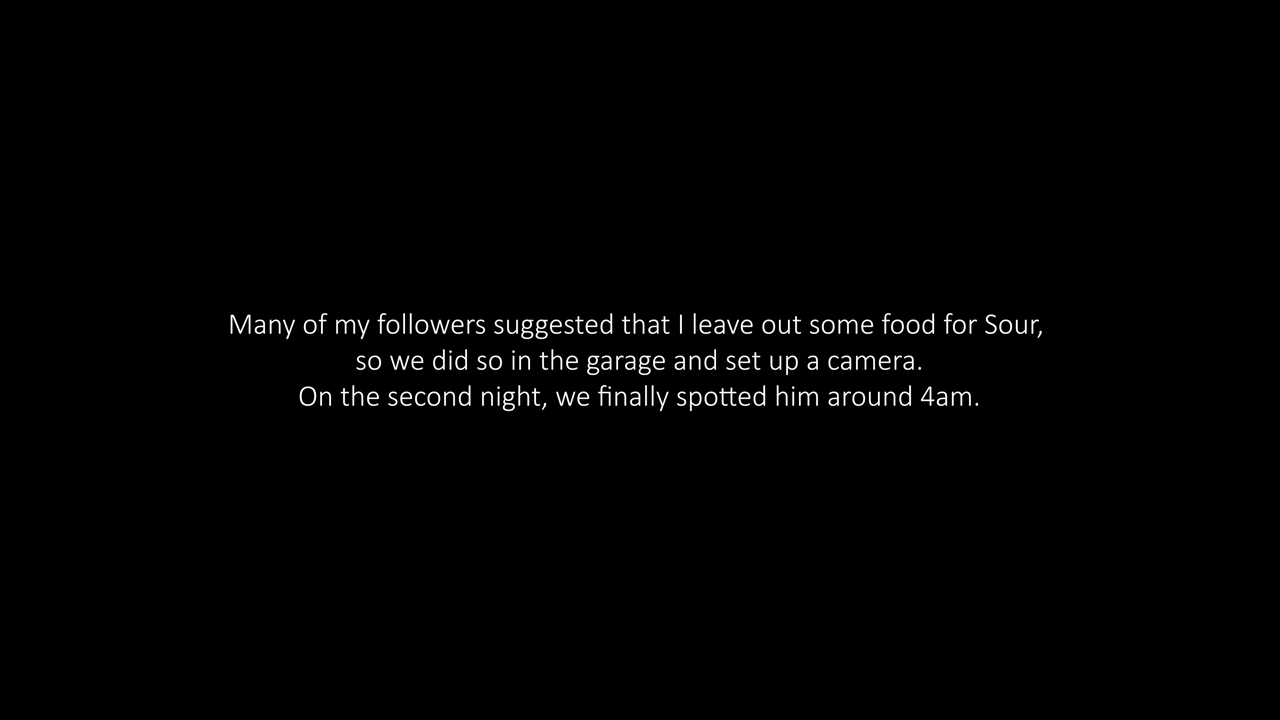 Many of my followers suggested that I leave out some food for Sour,
so we did so in the garage and set up a camera.
On the second night, we finally spotted him around 4am.